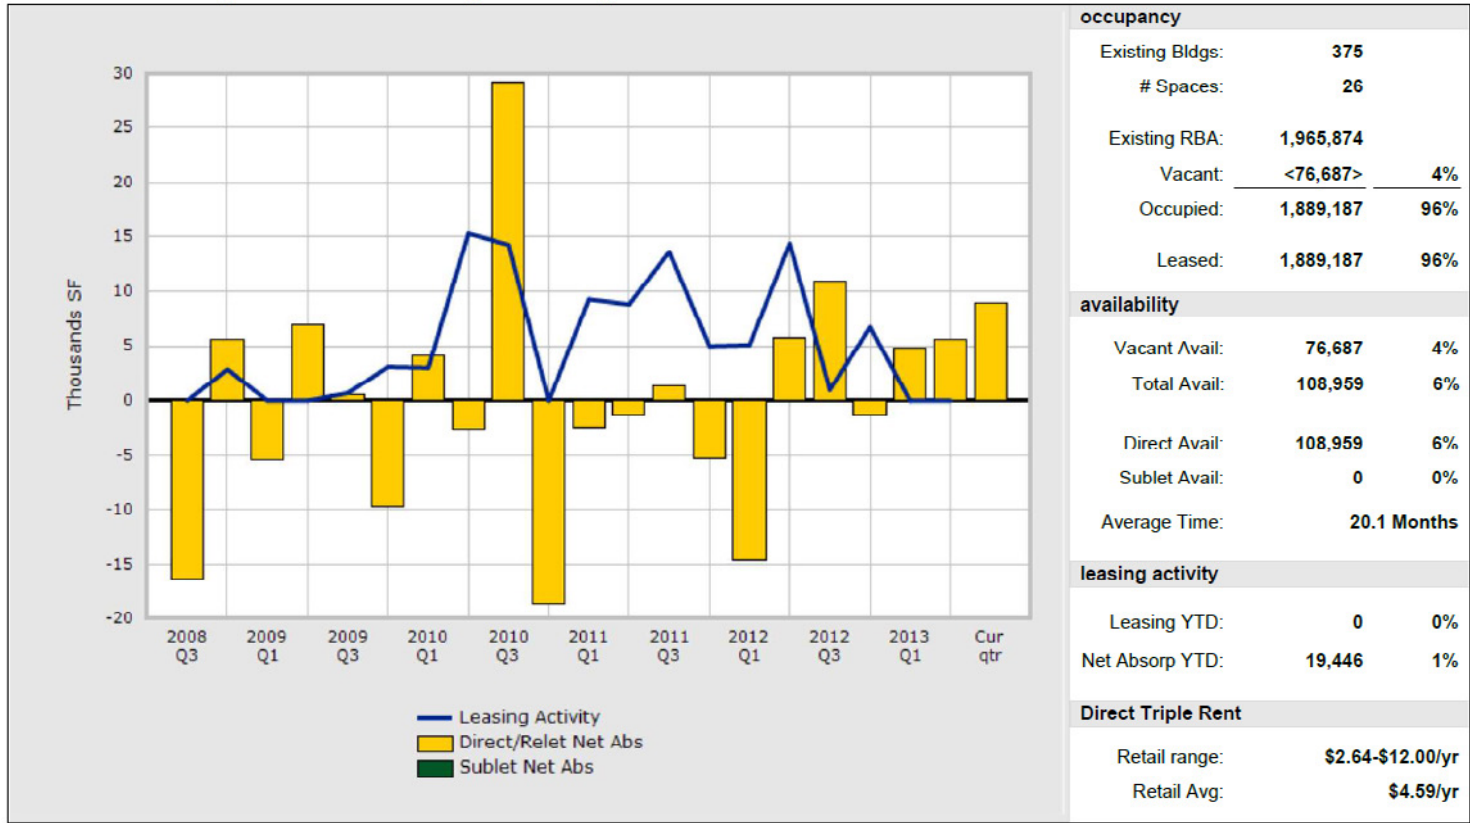 30
25
20
15
10
5
0
-5
-10
-15
-20
Thousands SF
2008 Q3
2009 Q1
2009 Q3
2010 Q1
2010 Q3
2011 Q1
2011 Q3
2012 Q1
2012 Q3
2013 Q1
Cur qtr
Leasing Activity
Direct/Relet Net Abs
Sublet Net Abs
occupancy
Existing Bldgs: 375
# Spaces: 26
Existing RBA: 1,965,874
Vacant: <76,687> 4%
Occupied: 1,889,187 96%
Leased: 1,889,187 96%
availability
Vacant Avail: 76,687 4%
Total Avail: 108,959 6%
Direct Avail: 108,959 6%
Sublet Avail: 0 0%
Average Time: 20.1 Months
leasing activity
Leasing YTD: 0 0%
Net Absorp YTD: 19,446 1%
Direct Triple Rent
Retail range: $2.64-$12.00/yr
Retail Avg: $4.59/yr